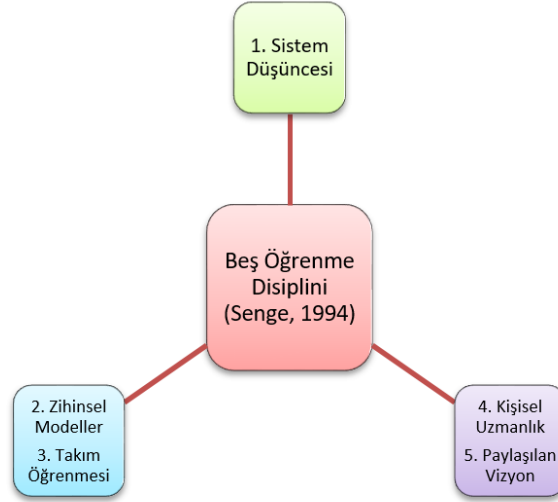 1. Sistem
Düşüncesi
Beş Öğrenme
Disiplini
(Senge, 1994)
2. Zihinsel
Modeller
3. Takım
Öğrenmesi
4. Kişisel
Uzmanlık
5. Paylaşılan
Vizyon